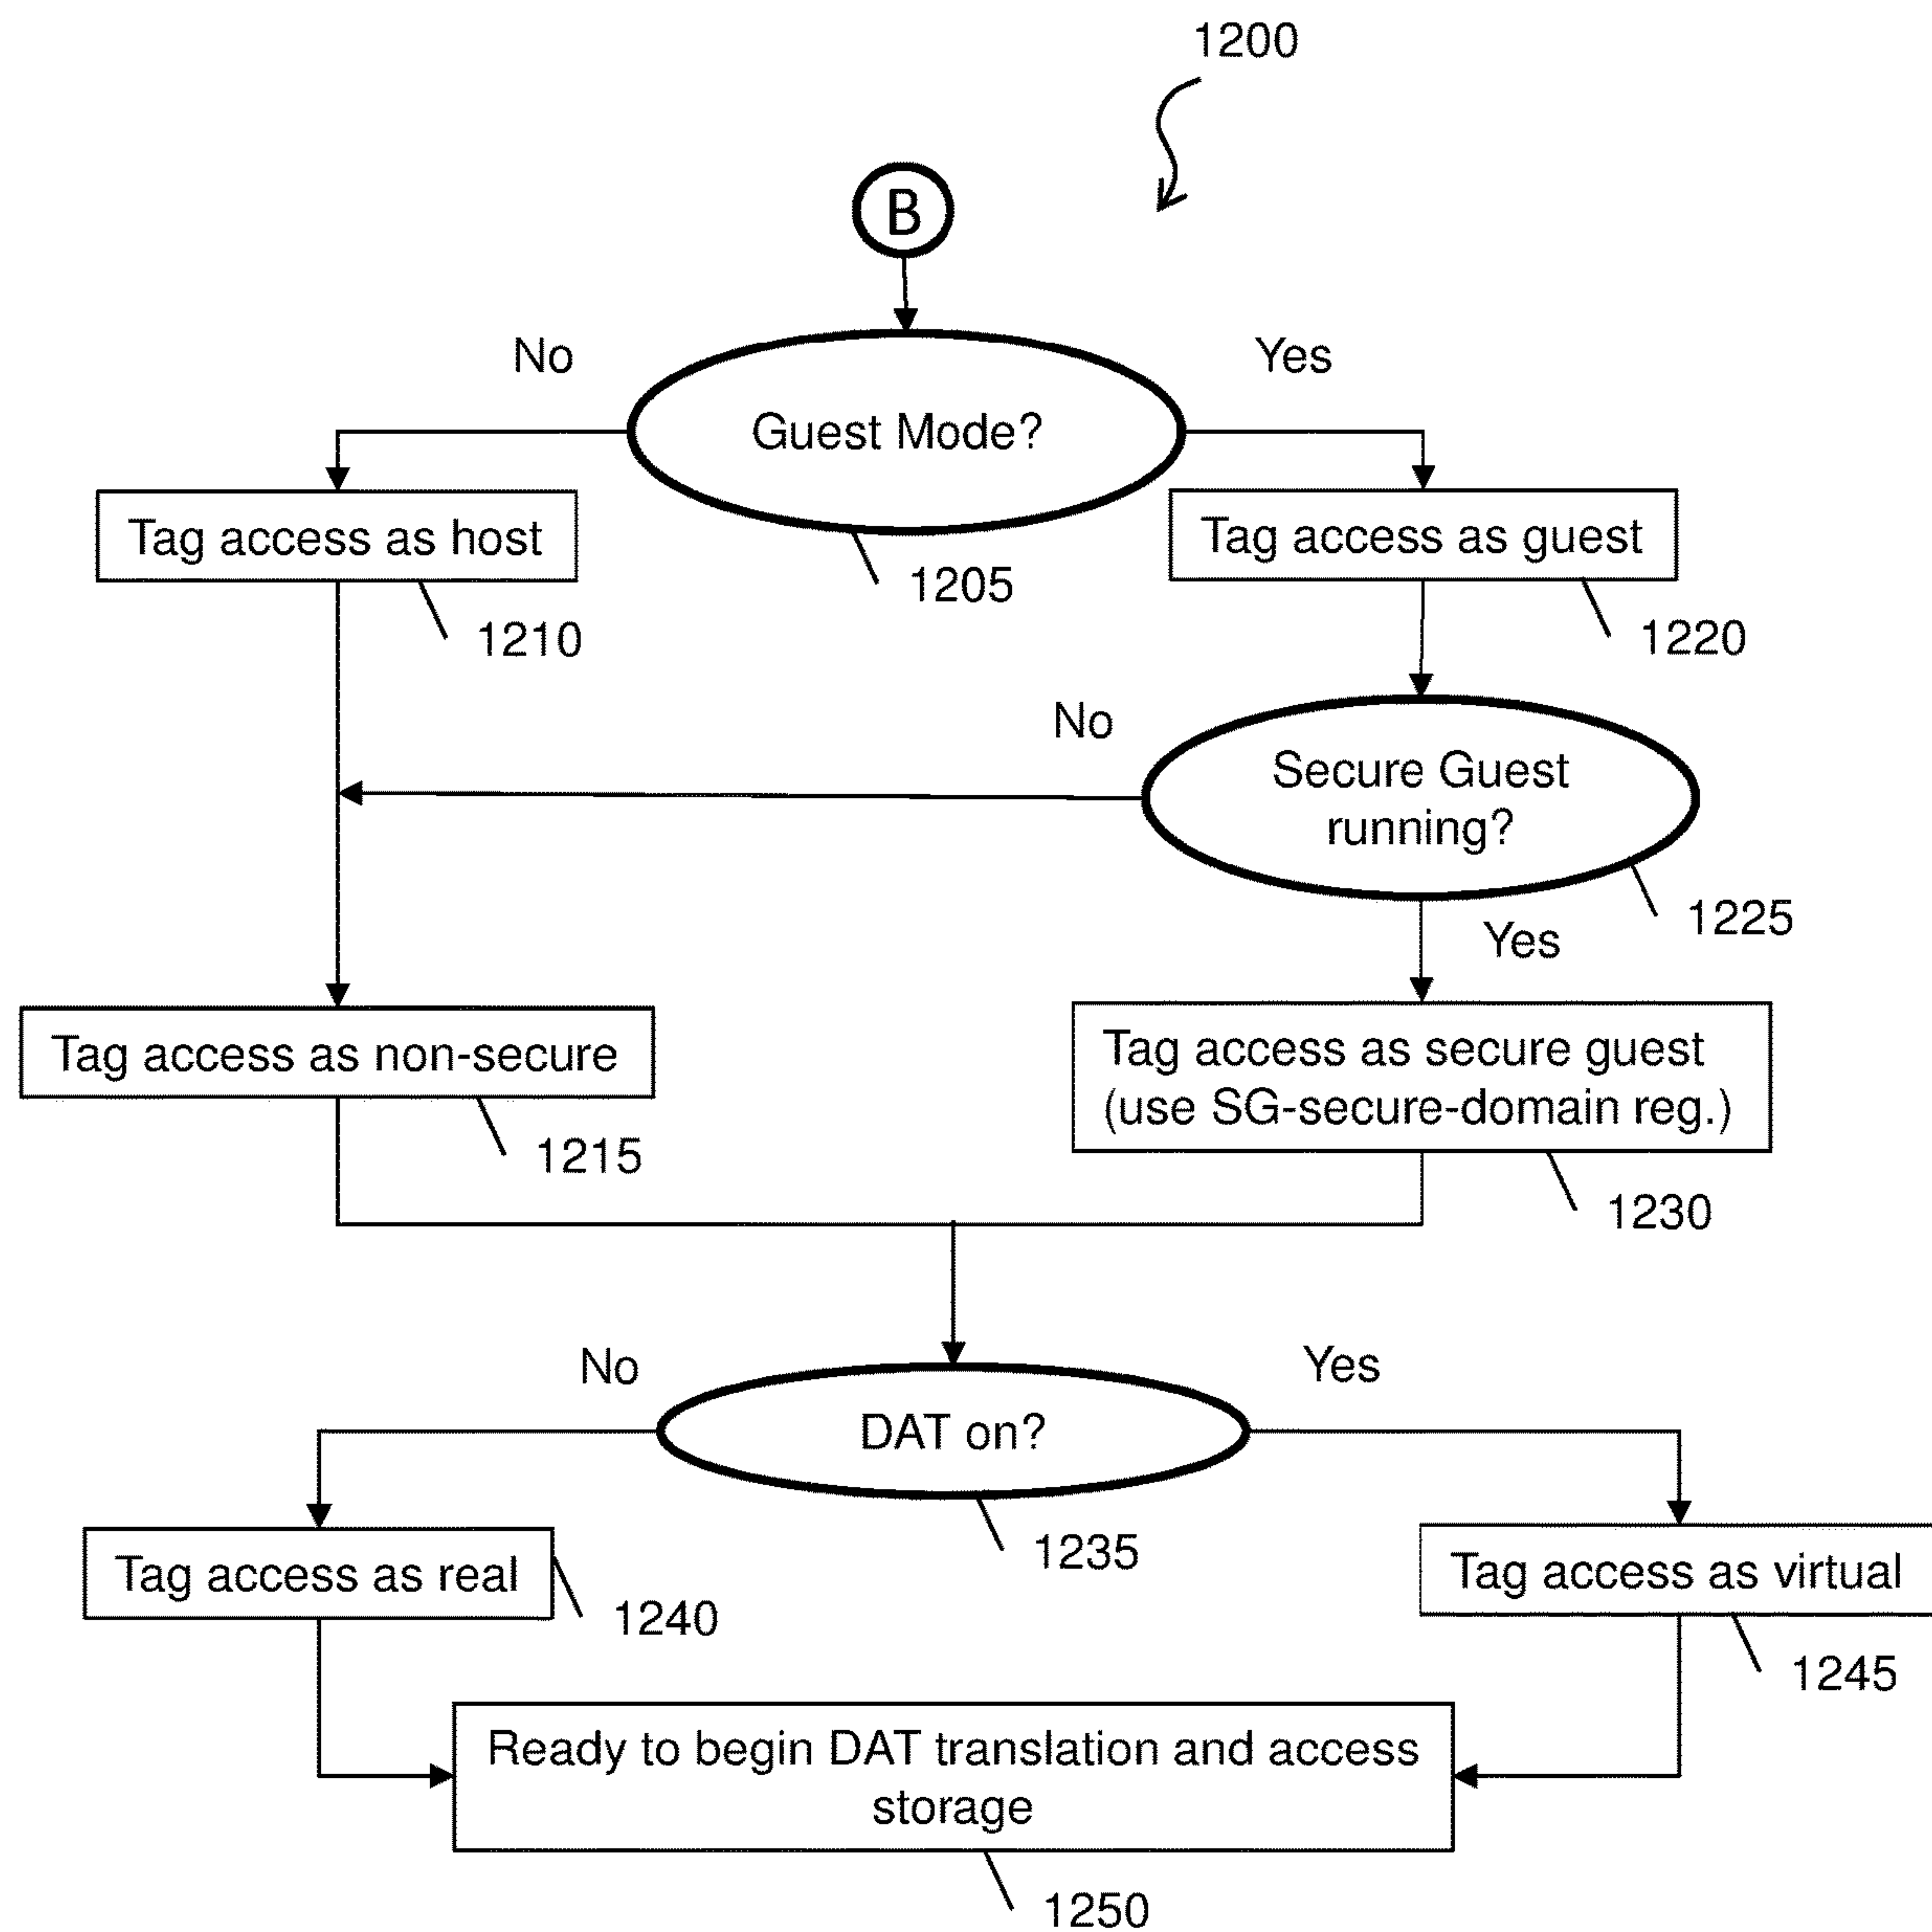 1200
B
No
Yes
Guest Mode?
1205
Tag access as host
1210
Tag access as guest
1220
No
Secure Guest
running?
1225
Yes
Tag access as non-secure
1215
Tag access as secure guest
(use SG-secure-domain reg.)
1230
No
Yes
DAT on?
1235
Tag access as real
1240
Tag access as virtual
1245
Ready to begin DAT translation and access
storage
1250